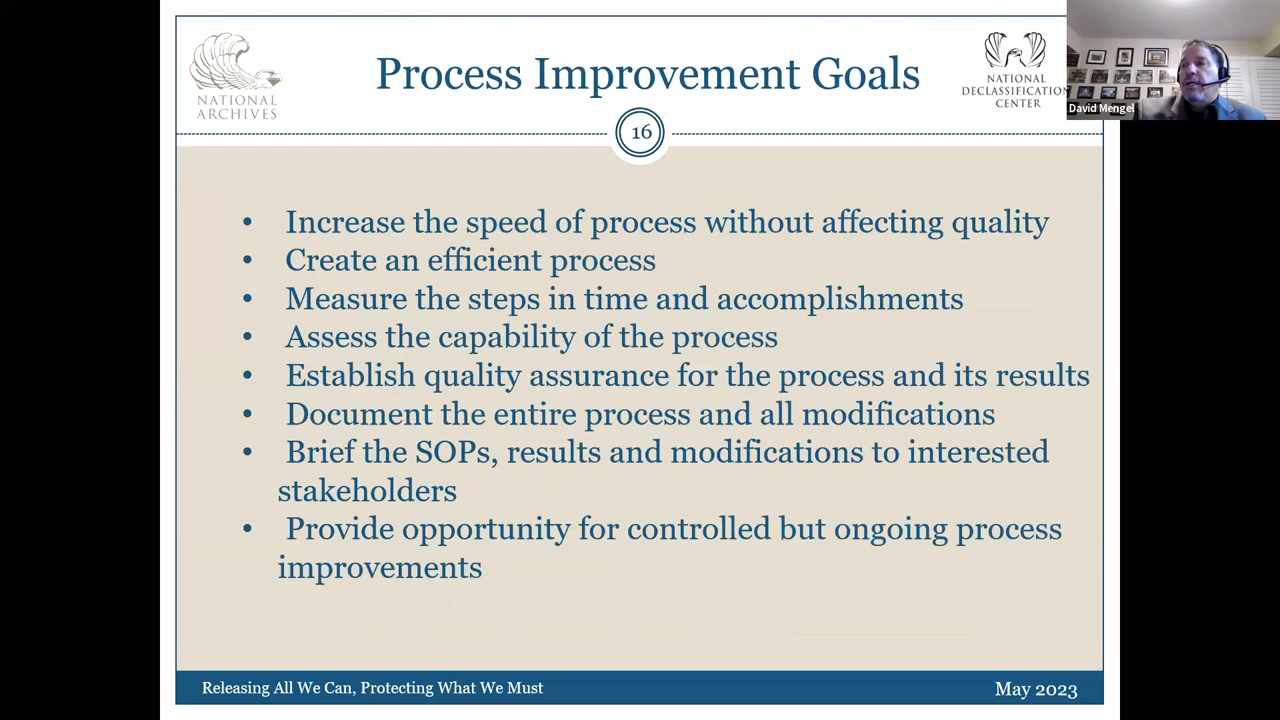 NATIONAL
ARCHIVES
Process Improvement Goals
NATIONAL
DECLASSIFICATION
CENTER
David Mengel
16
• Increase the speed of process without affecting quality
• Create an efficient process
• Measure the steps in time and accomplishments
• Assess the capability of the process
• Establish quality assurance for the process and its results
• Document the entire process and all modifications
• Brief the SOPs, results and modifications to interested
stakeholders
• Provide opportunity for controlled but ongoing process
improvements
Releasing All We Can, Protecting What We Must
May 2023